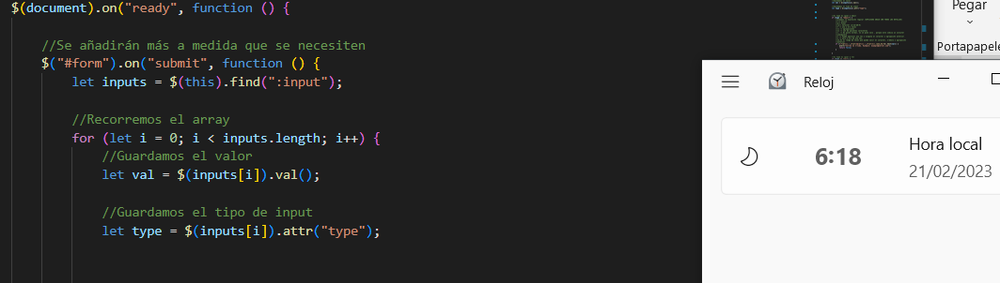 $(document).on("ready", function () {
//Se añadirán más a medida que se necesiten
$("#form").on("submit", function () {
let inputs = $(this).find(":input");
//Recorremos el array
for (let i = 0; i < inputs.length; i++) {
//Guardamos el valor
let val = $(inputs[i]).val();
//Guardamos el tipo de input
let type = $(inputs[i]).attr("type");
Pegar
Portapapele
Reloj
6:18
Hora local
21/02/2023